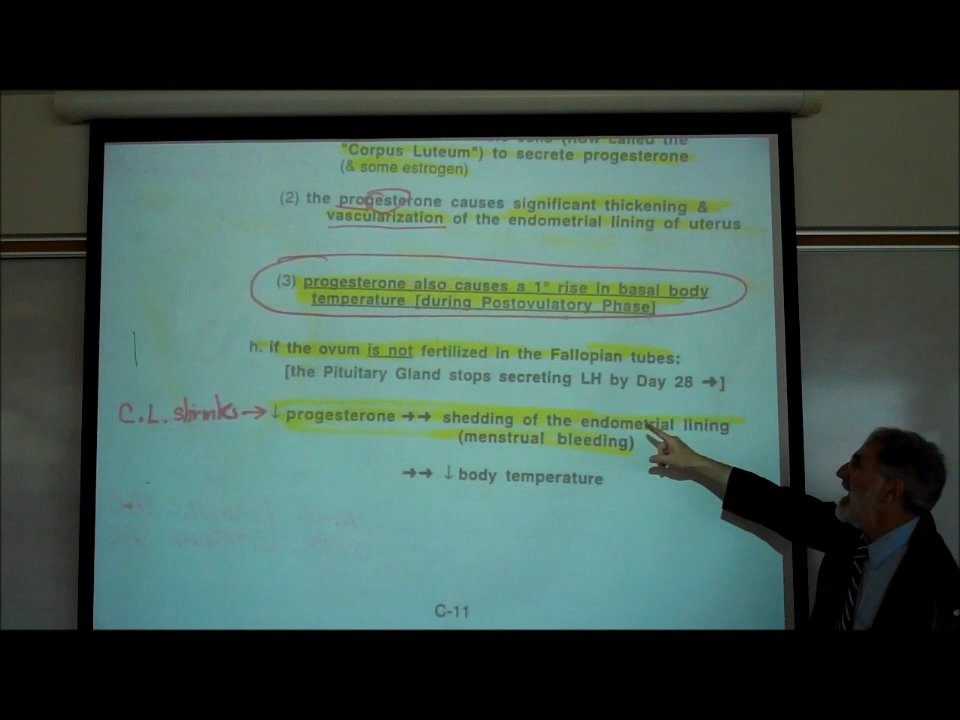 (now called the
"Corpus Luteum") to secrete progesterone
(& some estrogen)
(2) the progesterone causes significant thickening &
vascularization of the endometrial lining of uterus
(3) progesterone also causes a 1° rise in basal body
temperature [during Postovulatory Phase]
h. if the ovum is not fertilized in the Fallopian tubes:
[the Pituitary Gland stops secreting LH by Day 28 →]
C.L. shrinks → ↓ progesterone →→ shedding of the endometrial lining
(menstrual bleeding)
→→ ↓ body temperature
C-11